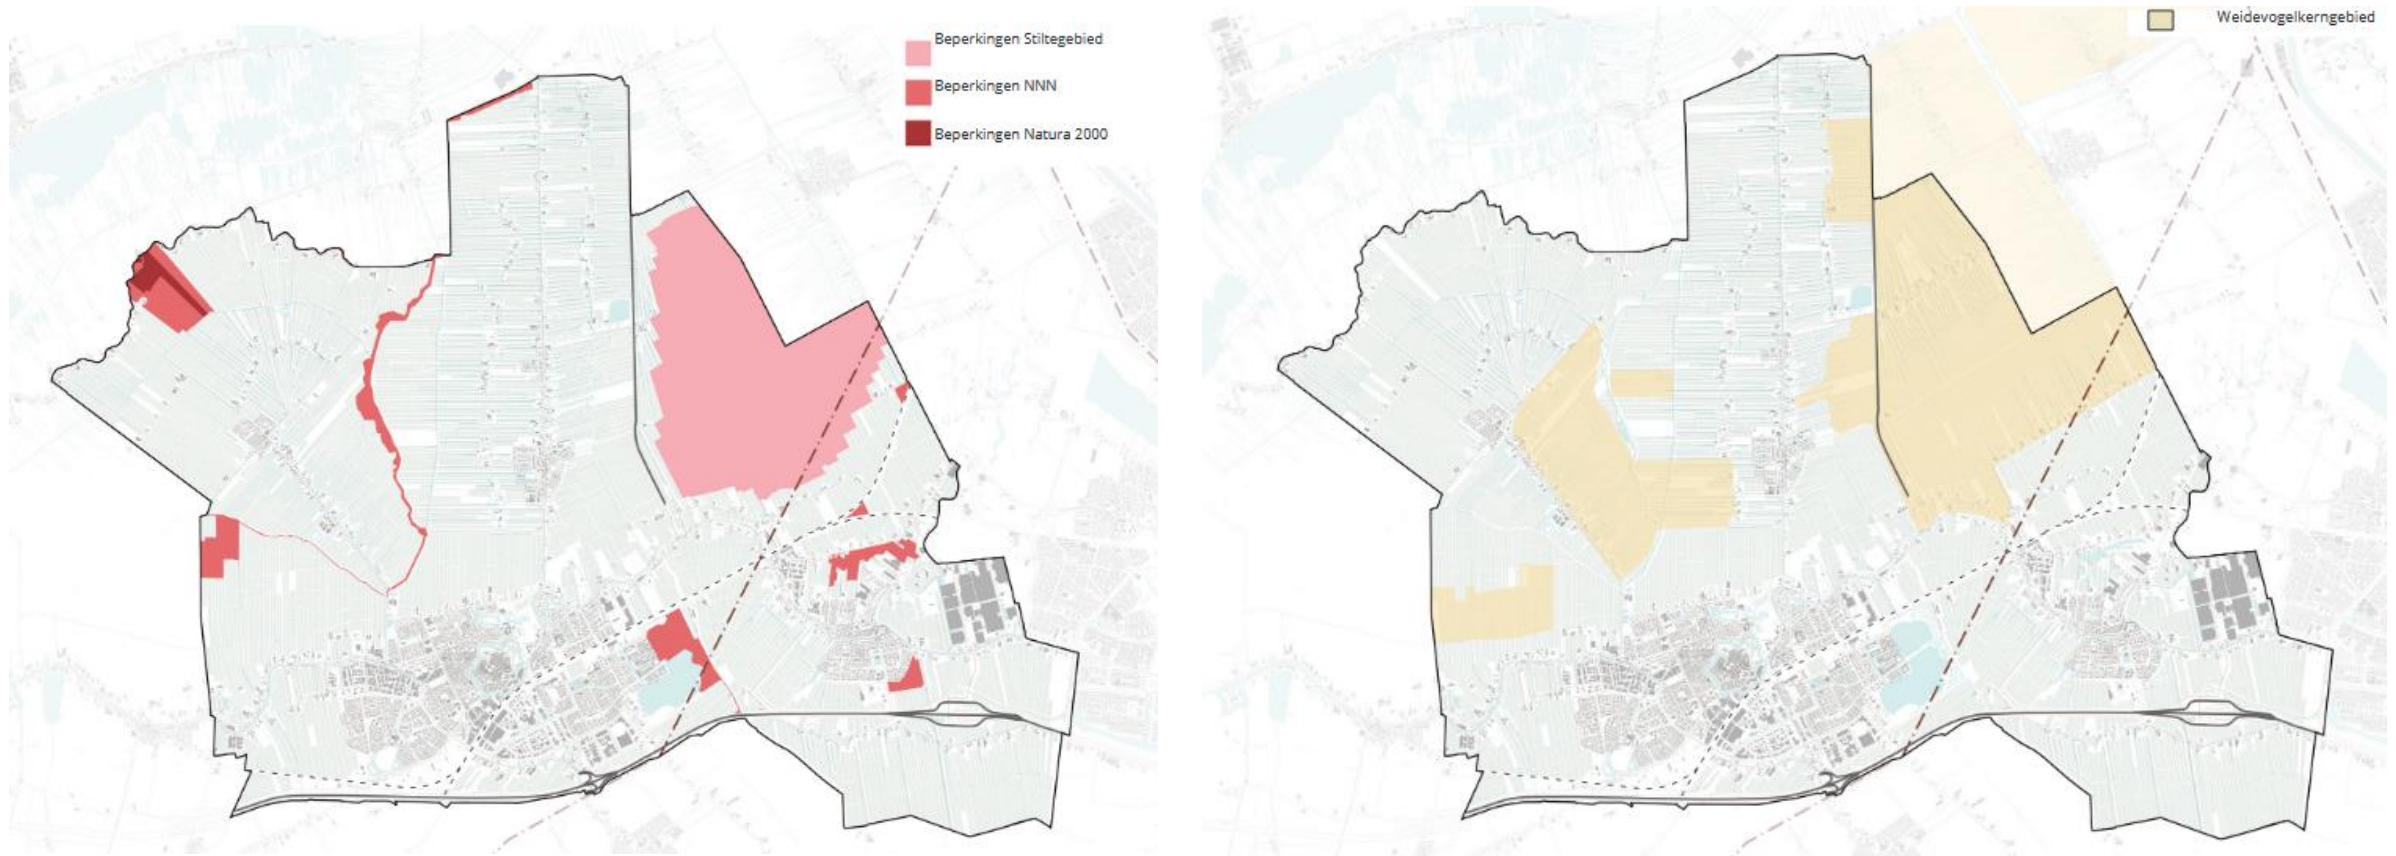 Beperkingen Stiltegebied
Beperkingen NNN
Beperkingen Natura 2000
Weidevogelkerngebied